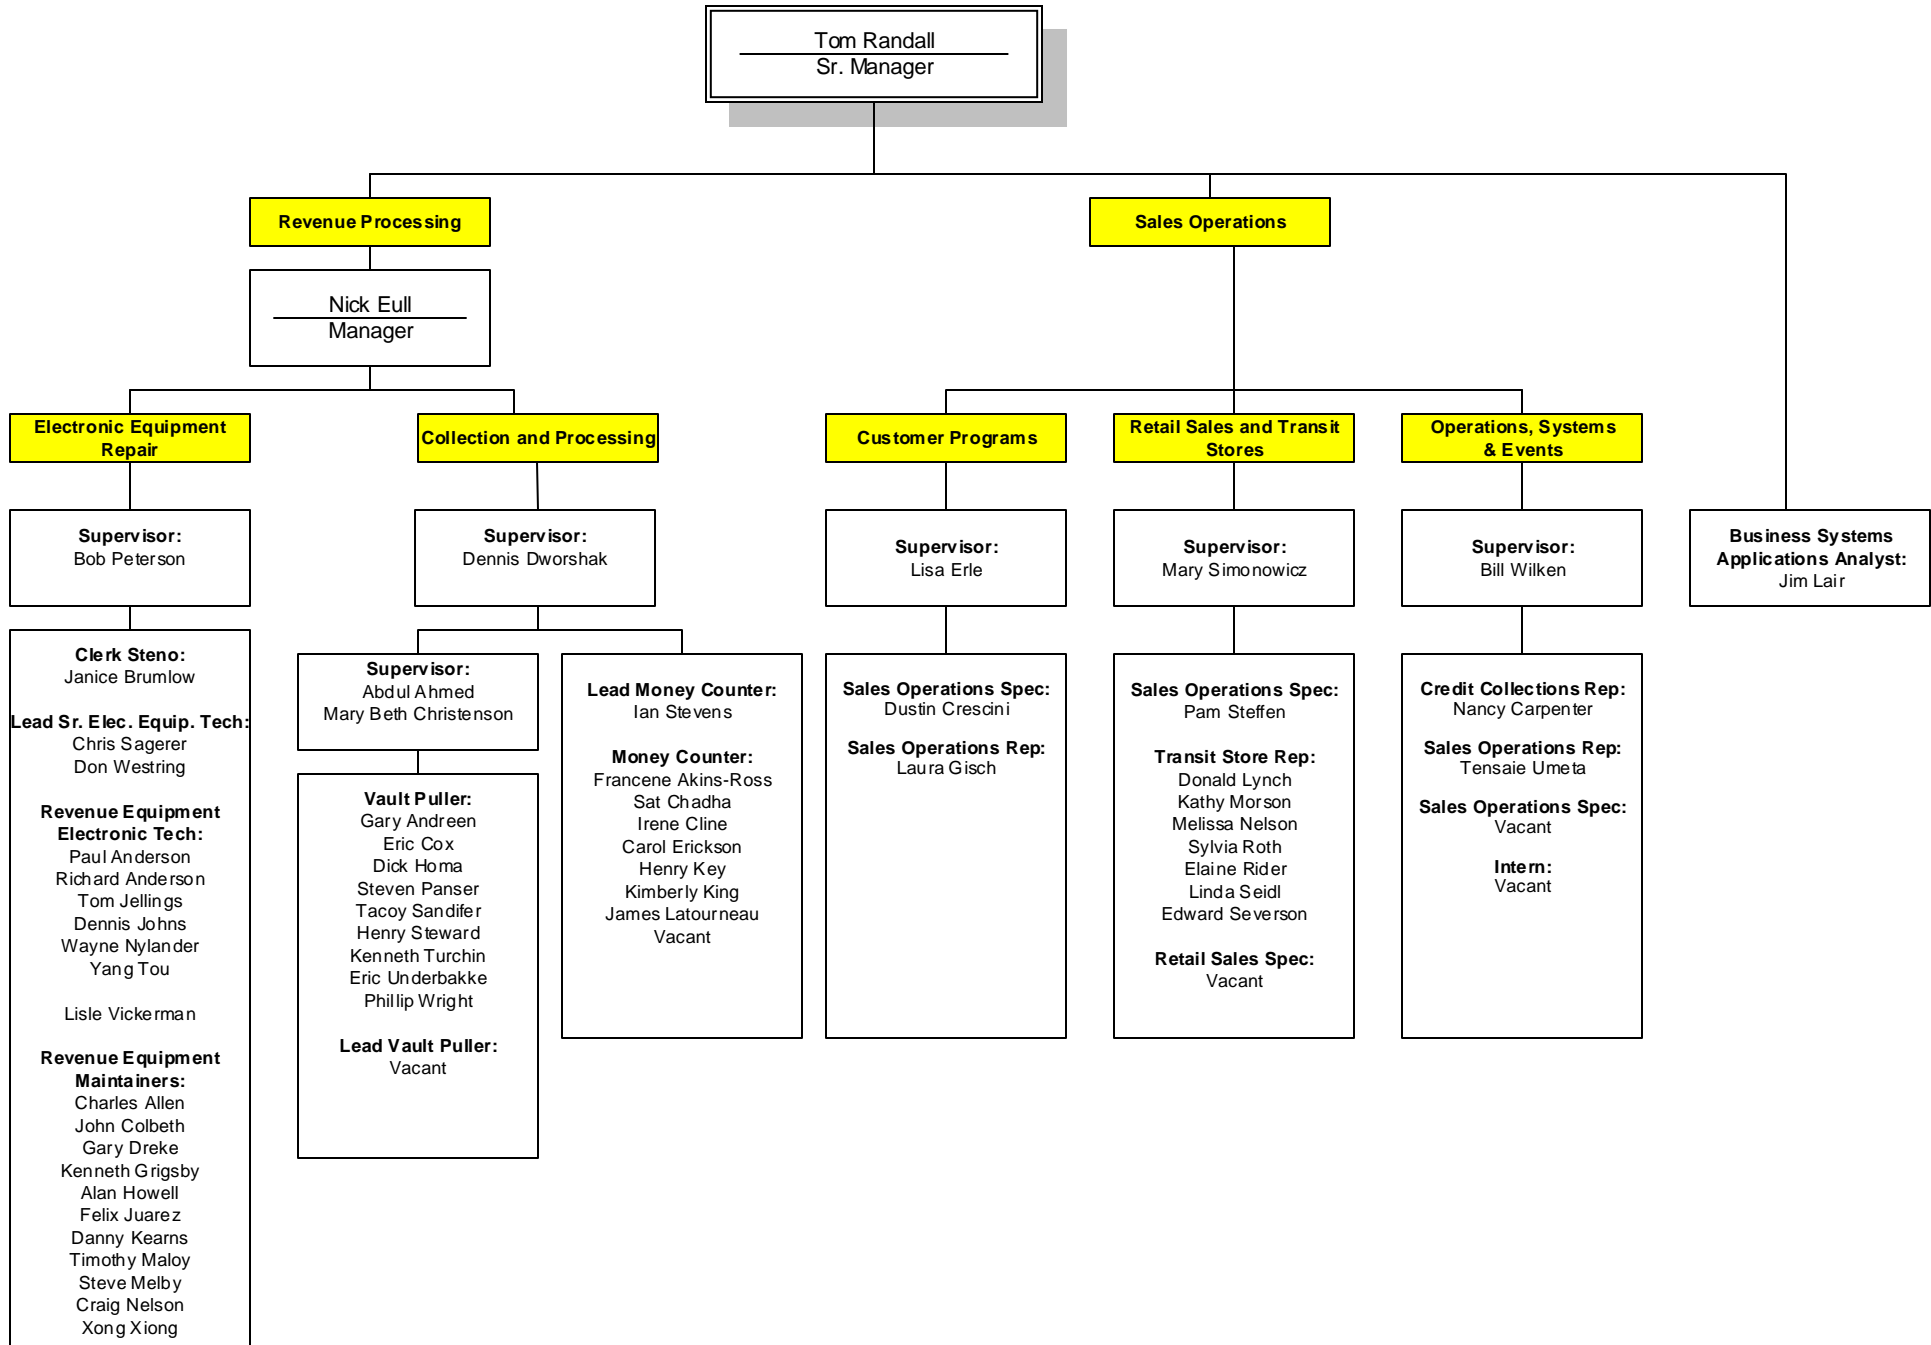 Tom Randall
Sr. Manager
Revenue Processing
Nick Eull
Manager
Electronic Equipment
Repair
Supervisor:
Bob Peterson
Clerk Steno:
Janice Brumlow
Lead Sr. Elec. Equip. Tech:
Chris Sagerer
Don Westring
Revenue Equipment
Electronic Tech:
Paul Anderson
Richard Anderson
Tom Jellings
Dennis Johns
Wayne Nylander
Yang Tou
Lisle Vickerman
Revenue Equipment
Maintainers:
Charles Allen
John Colbeth
Gary Dreke
Kenneth Grigsby
Alan Howell
Felix Juarez
Danny Kearns
Timothy Maloy
Steve Melby
Craig Nelson
Xong Xiong
Collection and Processing
Supervisor:
Dennis Dworshak
Supervisor:
Abdul Ahmed
Mary Beth Christenson
Vault Puller:
Gary Andreen
Eric Cox
Dick Homa
Steven Panser
Tacoy Sandifer
Henry Steward
Kenneth Turchin
Eric Underbakke
Phillip Wright
Lead Vault Puller:
Vacant
Lead Money Counter:
Ian Stevens
Money Counter:
Francene Akins-Ross
Sat Chadha
Irene Cline
Carol Erickson
Henry Key
Kimberly King
James Latourneau
Vacant
Sales Operations
Customer Programs
Supervisor:
Lisa Erle
Sales Operations Spec:
Dustin Crescini
Sales Operations Rep:
Laura Gisch
Retail Sales and Transit
Stores
Supervisor:
Mary Simonowicz
Sales Operations Spec:
Pam Steffen
Transit Store Rep:
Donald Lynch
Kathy Morson
Melissa Nelson
Sylvia Roth
Elaine Rider
Linda Seidl
Edward Severson
Retail Sales Spec:
Vacant
Operations, Systems
& Events
Supervisor:
Bill Wilken
Credit Collections Rep:
Nancy Carpenter
Sales Operations Rep:
Tensaie Umeta
Sales Operations Spec:
Vacant
Intern:
Vacant
Business Systems
Applications Analyst:
Jim Lair